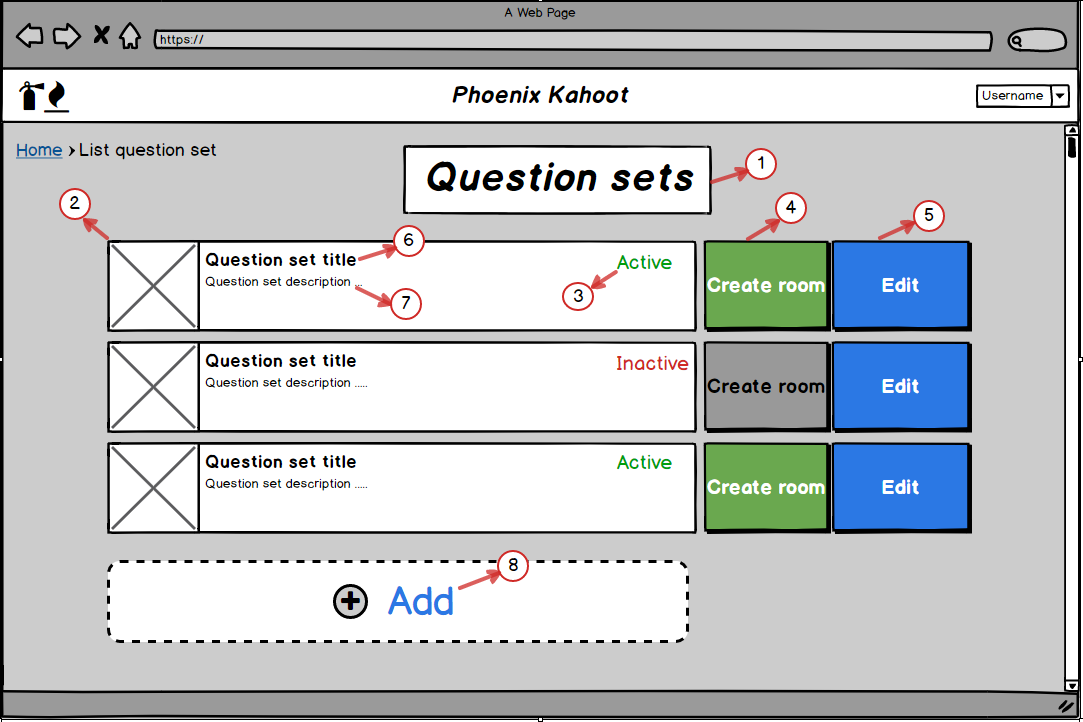 A Web Page
https://
Phoenix Kahoot
Username
Home › List question set
Question sets
1
2
4
5
6
Question set title
Active
Question set description ...
3
7
Create room
Edit
Question set title
Inactive
Question set description .....
Create room
Edit
Question set title
Active
Question set description .....
Create room
Edit
8
Add